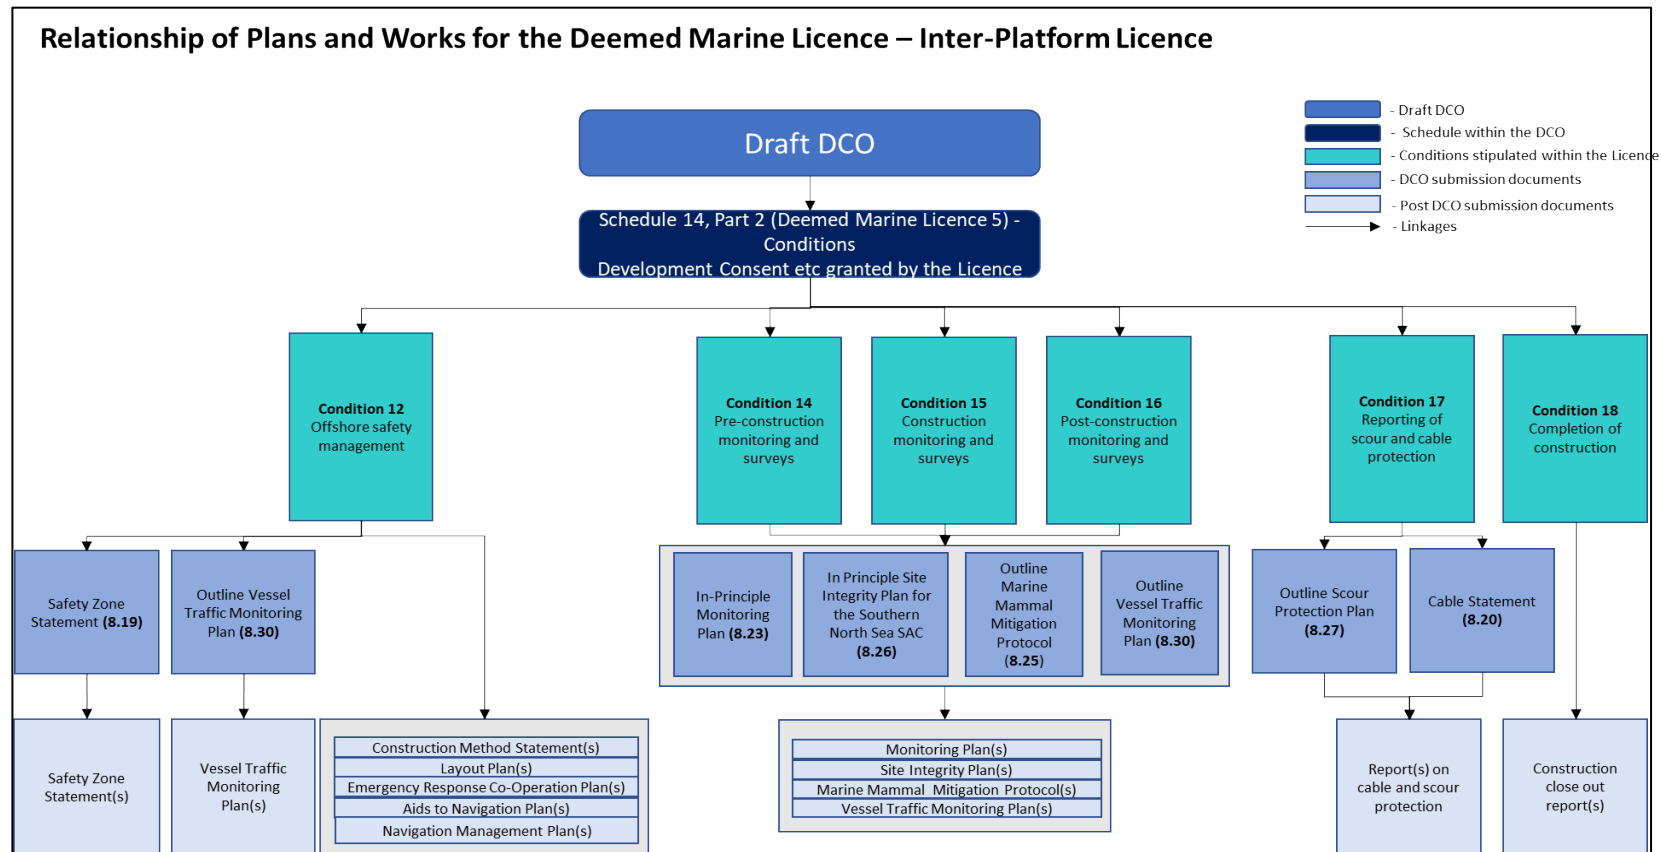 Relationship of Plans and Works for the Deemed Marine Licence – Inter-Platform Licence
Draft DCO
- Draft DCO
- Schedule within the DCO
- Conditions stipulated within the Licence
- DCO submission documents
- Post DCO submission documents
- Linkages
Schedule 14, Part 2 (Deemed Marine Licence 5) -
Conditions
Development Consent etc granted by the Licence
Condition 12
Offshore safety
management
Condition 14
Pre-construction
monitoring and
surveys
Condition 15
Construction
monitoring and
surveys
Condition 16
Post-construction
monitoring and
surveys
Condition 17
Reporting of
scour and cable
protection
Condition 18
Completion of
construction
Safety Zone
Statement (8.19)
Outline Vessel
Traffic Monitoring
Plan (8.30)
In-Principle
Monitoring
Plan (8.23)
In Principle Site
Integrity Plan for
the Southern
North Sea SAC
(8.26)
Outline
Marine
Mammal
Mitigation
Protocol
(8.25)
Outline
Vessel Traffic
Monitoring
Plan (8.30)
Outline Scour
Protection Plan
(8.27)
Cable Statement
(8.20)
Safety Zone
Statement(s)
Vessel Traffic
Monitoring
Plan(s)
Construction Method Statement(s)
Layout Plan(s)
Emergency Response Co-Operation Plan(s)
Aids to Navigation Plan(s)
Navigation Management Plan(s)
Monitoring Plan(s)
Site Integrity Plan(s)
Marine Mammal Mitigation Protocol(s)
Vessel Traffic Monitoring Plan(s)
Report(s) on
cable and scour
protection
Construction
close out
report(s)